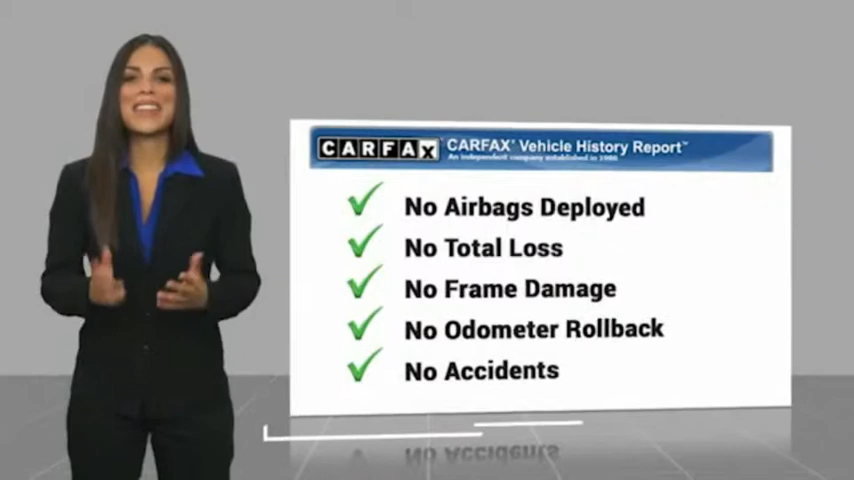 CARFAX CARFAX® Vehicle History Report™
An independent company established in 1986
No Airbags Deployed
No Total Loss
No Frame Damage
No Odometer Rollback
No Accidents
No Accidents